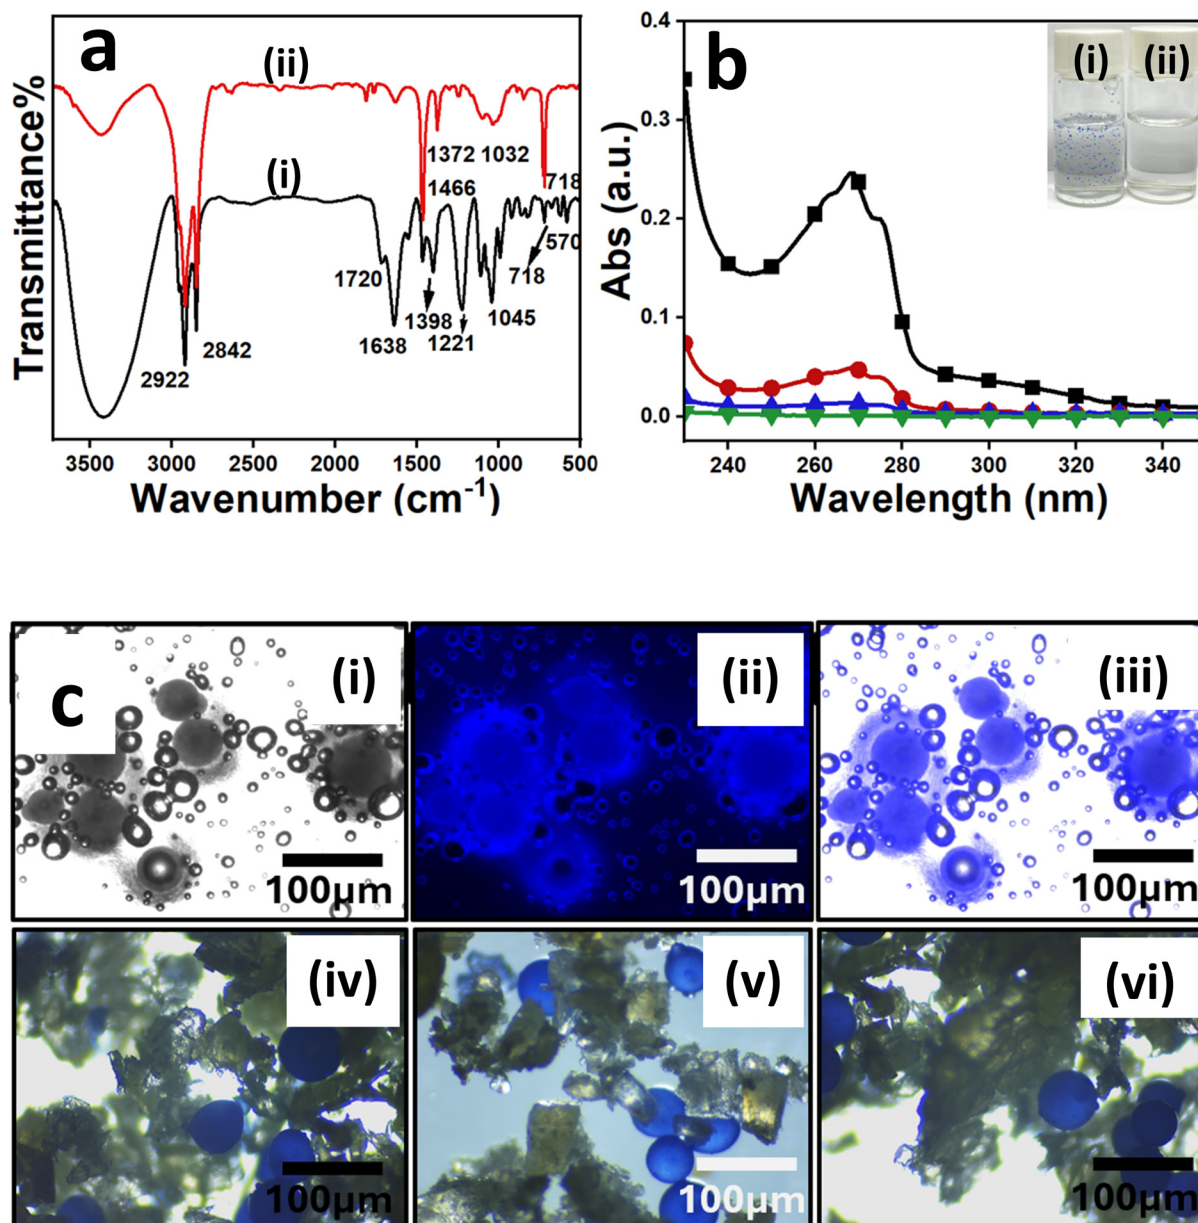 a
(ii)
(i)
1372 1032
1466
718
570
1720
718
1398
1045
1638
1221
2842
2922
Transmittance%
3500 3000 2500 2000 1500 1000 500
Wavenumber (cm-1)
b
(i) (ii)
0.4
0.3
0.2
0.1
0.0
Abs (a.u.)
240 260 280 300 320 340
Wavelength (nm)
c
(i)
100μm
(ii)
100μm
(iii)
100μm
(iv)
100μm
(v)
100μm
(vi)
100μm